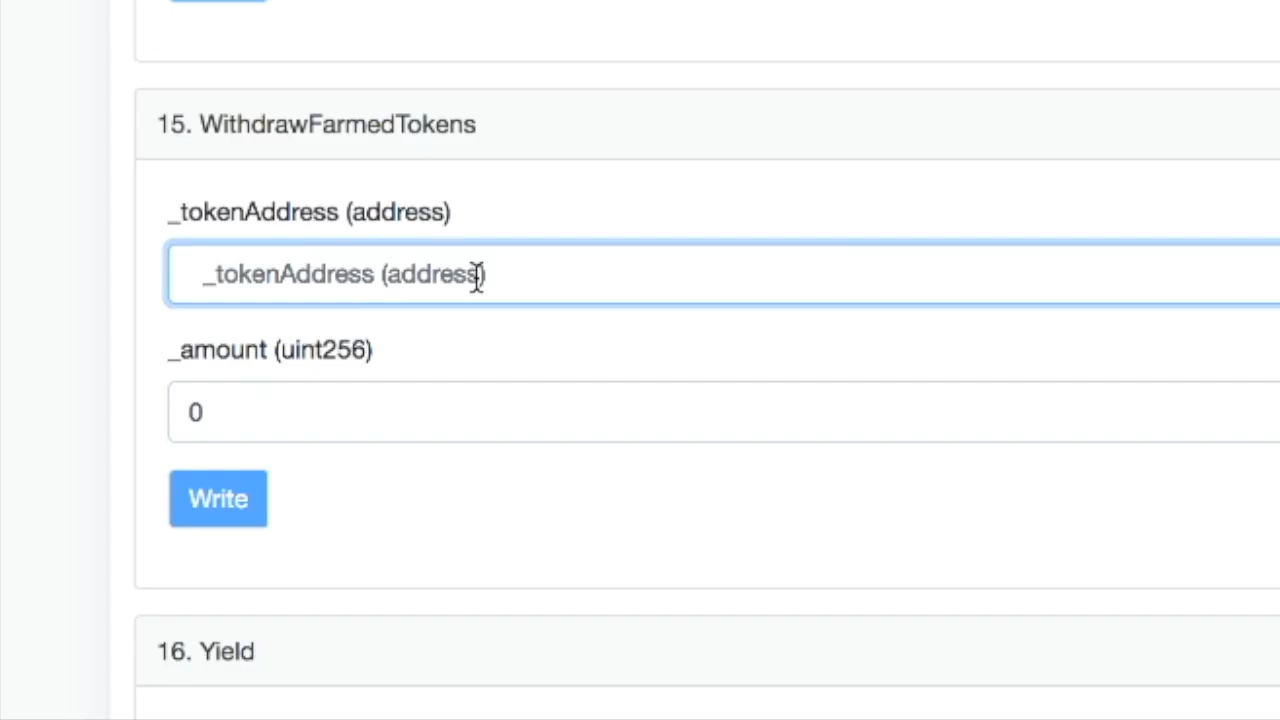 15. WithdrawFarmedTokens
_tokenAddress (address)
_tokenAddress (address)
_amount (uint256)
0
Write
16. Yield